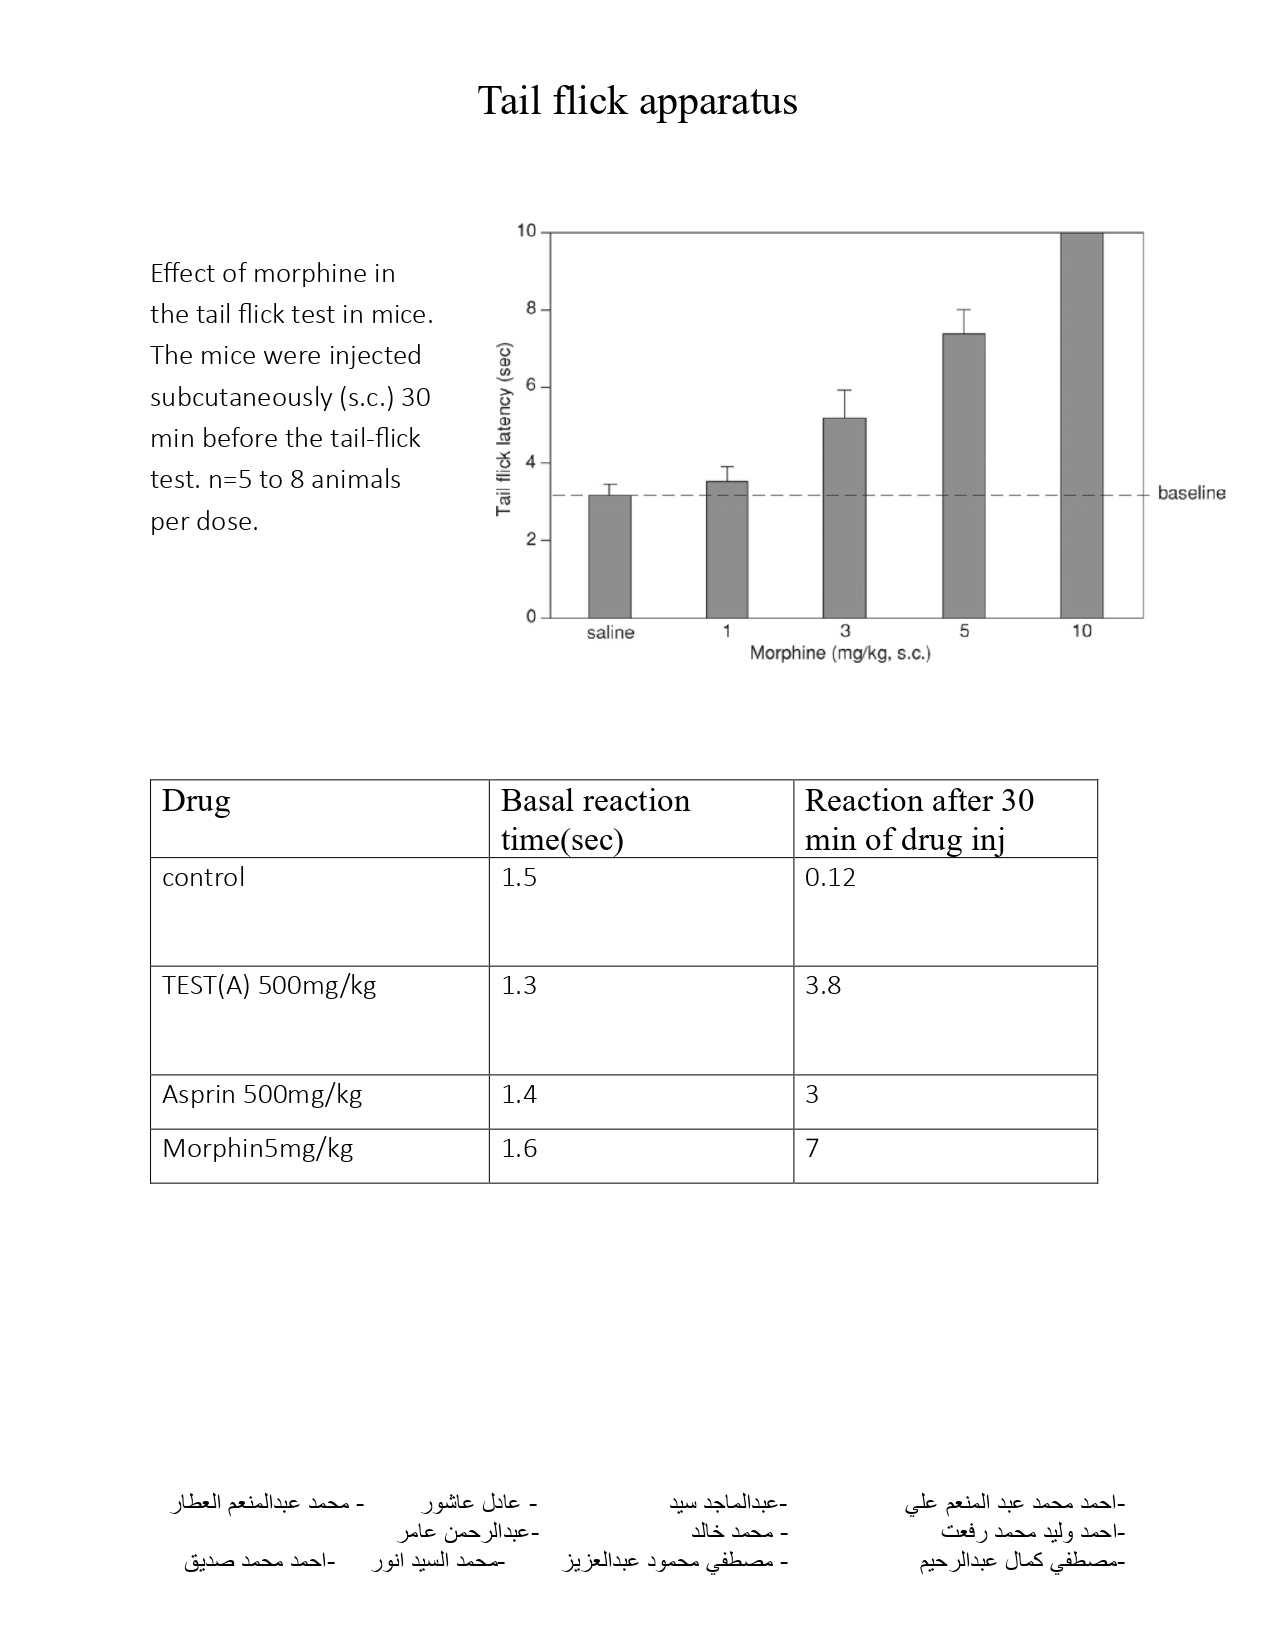 Tail flick apparatus
Effect of morphine in
the tail flick test in mice.
The mice were injected
subcutaneously (s.c.) 30
min before the tail-flick
test. n=5 to 8 animals
per dose.
Tail flick latency (sec)
10
8
6
4
2
0
baseline
saline 1 3 5 10
Morphine (mg/kg, s.c.)
Drug Basal reaction Reaction after 30
time(sec) min of drug inj
control 1.5 0.12
TEST(A) 500mg/kg 1.3 3.8
Asprin 500mg/kg 1.4 3
Morphin5mg/kg 1.6 7
-احمد محمد عبد المنعم علي -عبدالماجد سيد - عادل عاشور - محمد عبدالمنعم العطار
-احمد وليد محمد رفعت - محمد خالد -عبدالرحمن عامر
-مصطفي كمال عبدالرحيم - مصطفي محمود عبدالعزيز -محمد السيد انور -احمد محمد صديق